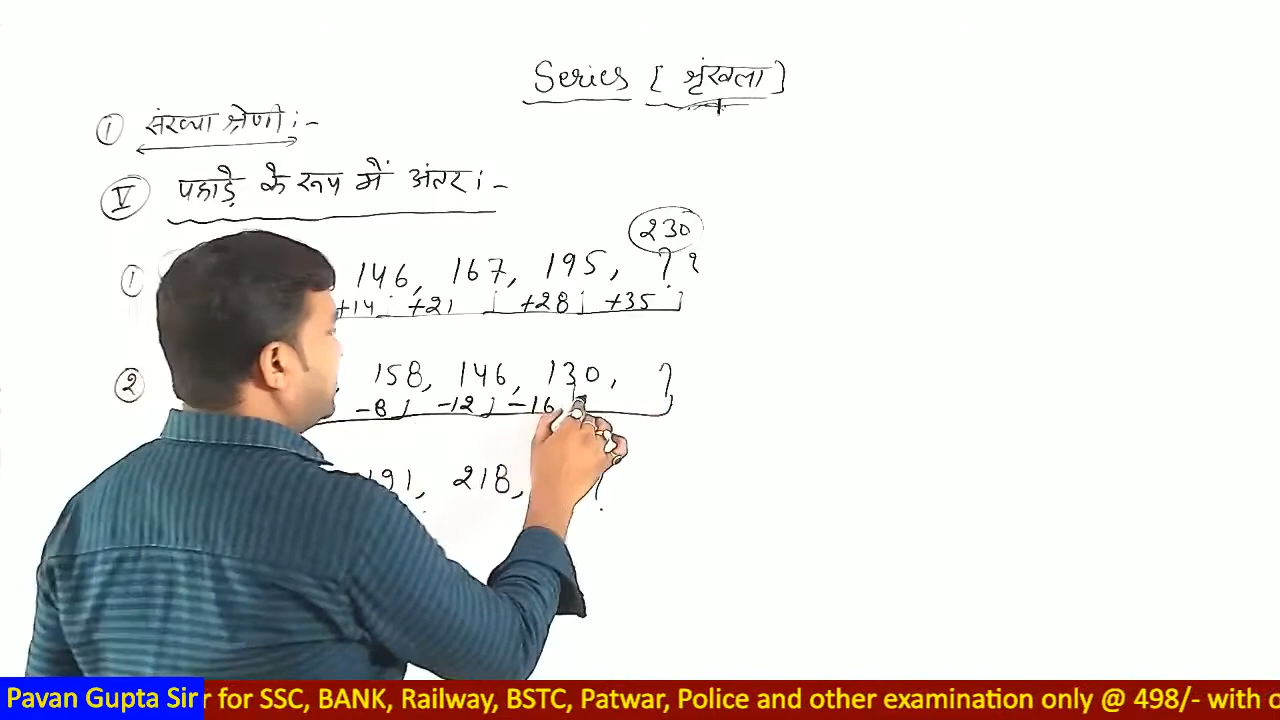 Series [ श्रृंखला ]
① संख्या श्रेणी :-
Ⓥ पहाड़े के रूप में अंतर :-
230
① 146, 167, 195, ? ?
+14 +21 +28 +35
② 158, 146, 130, ?
-8 -12 -16
191, 218, ?
Pavan Gupta Sir r for SSC, BANK, Railway, BSTC, Patwar, Police and other examination only @ 498/- with